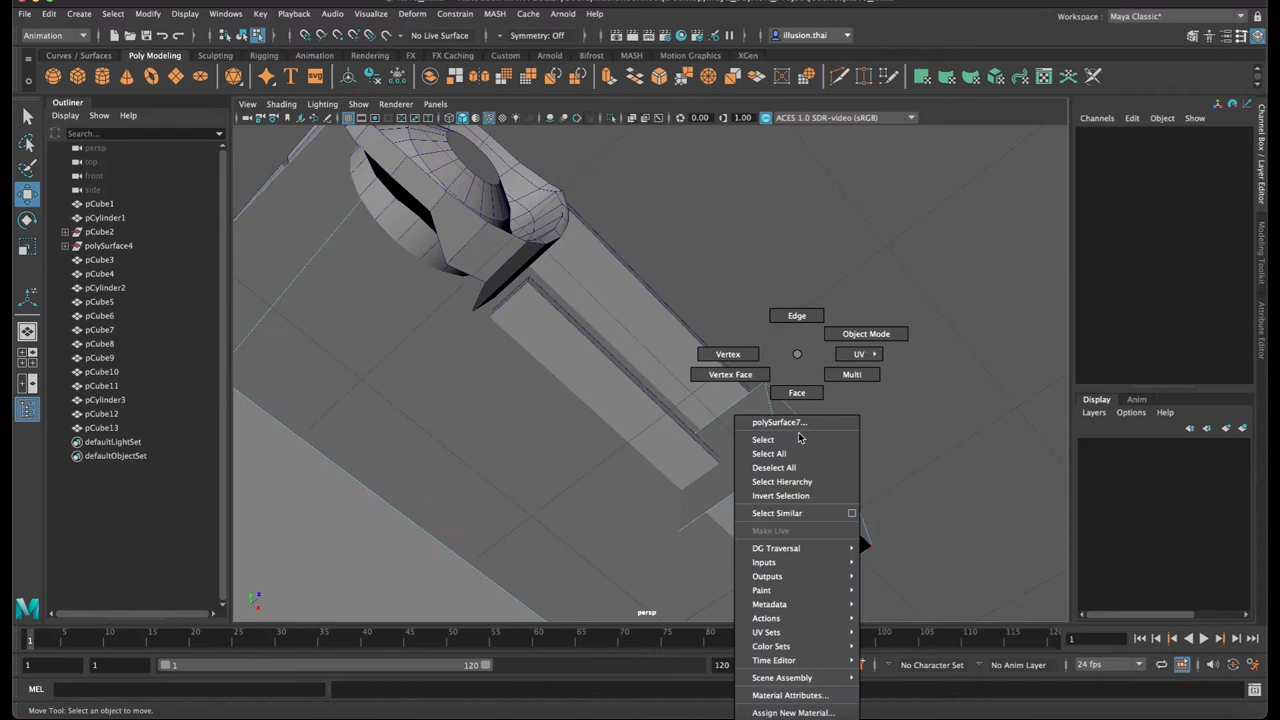 File Edit Create Select Modify Display Windows Key Playback Audio Visualize Deform Constrain MASH Cache Arnold Help
Workspace : Maya Classic*
Animation
No Live Surface
Symmetry: Off
illusion.thai
Curves / Surfaces Poly Modeling Sculpting Rigging Animation Rendering FX FX Caching Custom MASH Motion Graphics XGen Arnold Bifrost
Outliner
Display Show Help
Search...
View Shading Lighting Show Renderer Panels
0.00 1.00 ACES 1.0 SDR-video (sRGB)
Channels Edit Object Show
persp
top
front
side
pCube1
pCylinder1
pCube2
polySurface4
pCube3
pCube4
pCylinder2
pCube5
pCube6
pCube7
pCube8
pCube9
pCube10
pCube11
pCylinder3
pCube12
pCube13
defaultLightSet
defaultObjectSet
Edge
Object Mode
Vertex
UV
Vertex Face
Multi
Face
polySurface7...
Select
Select All
Deselect All
Select Hierarchy
Invert Selection
Select Similar
Make Live
DG Traversal
Inputs
Outputs
Paint
Metadata
Actions
UV Sets
Color Sets
Time Editor
Scene Assembly
Material Attributes...
Assign New Material...
persp
Channel Box / Layer Editor
Modeling Toolkit
Attribute Editor
Display Anim
Layers Options Help
1 5 10 15 20 25 30 35 40 45 50 55 60 65 70 75 80 100 105 110 115 120
1
1 1 1 120 120
No Character Set
No Anim Layer
24 fps
MEL
Move Tool: Select an object to move.